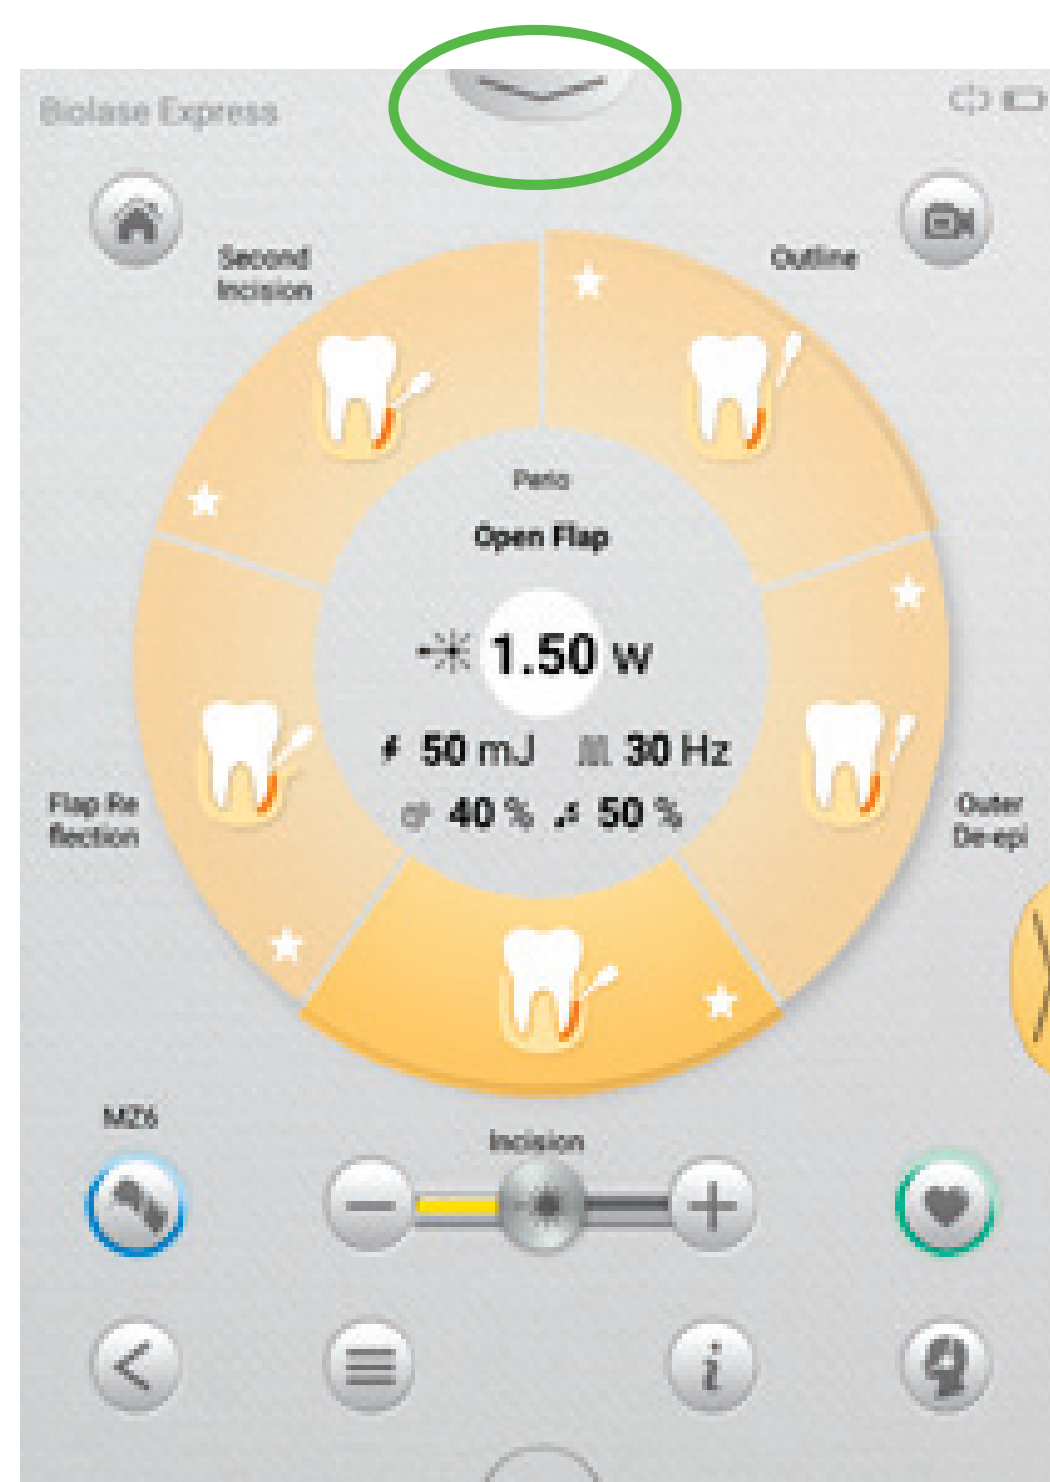 Biolase Express
Second
Incision
Outline
Perio
Open Flap
1.50 W
50 mJ 30 Hz
40 % 50 %
Flap Re
flection
Outer
De-epi
MZ6
Incision
i